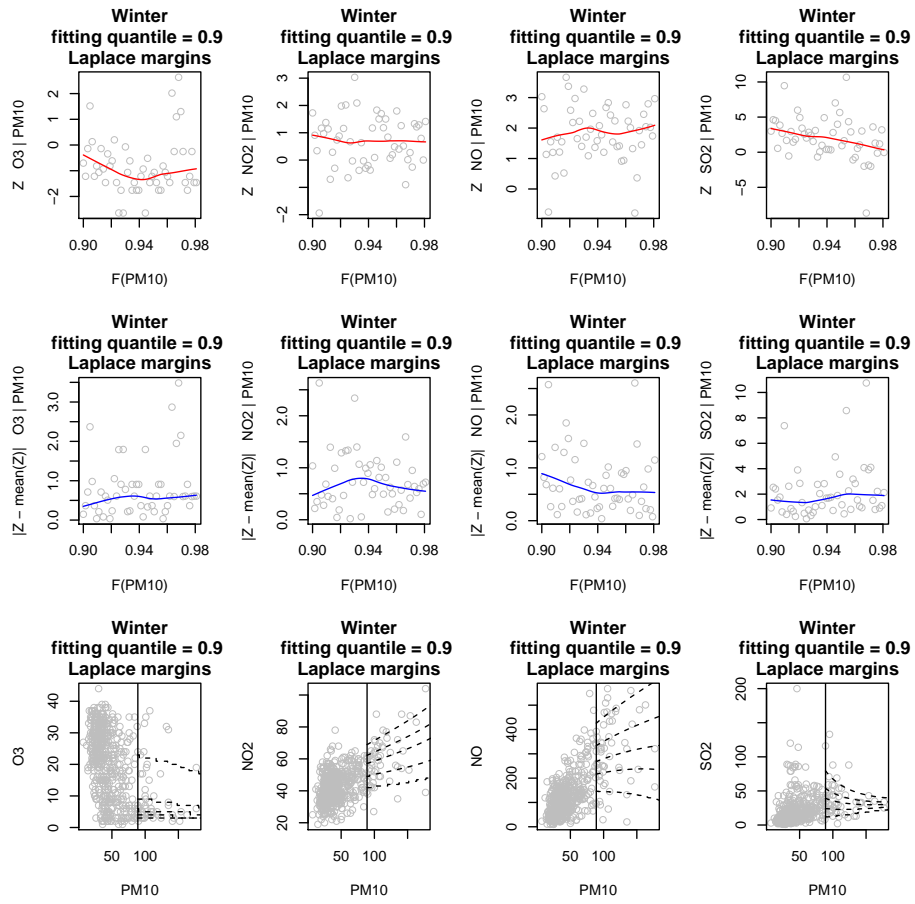 Winter
fitting quantile = 0.9
Laplace margins
Z O3 | PM10
−2 0 2
0.90 0.94 0.98
F(PM10)
Winter
fitting quantile = 0.9
Laplace margins
Z NO2 | PM10
−2 0 1 2 3
0.90 0.94 0.98
F(PM10)
Winter
fitting quantile = 0.9
Laplace margins
Z NO | PM10
0 1 2 3
0.90 0.94 0.98
F(PM10)
Winter
fitting quantile = 0.9
Laplace margins
Z SO2 | PM10
−5 0 5 10
0.90 0.94 0.98
F(PM10)
Winter
fitting quantile = 0.9
Laplace margins
|Z − mean(Z)| O3 | PM10
0.0 1.0 2.0 3.0
0.90 0.94 0.98
F(PM10)
Winter
fitting quantile = 0.9
Laplace margins
|Z − mean(Z)| NO2 | PM10
0.0 1.0 2.0
0.90 0.94 0.98
F(PM10)
Winter
fitting quantile = 0.9
Laplace margins
|Z − mean(Z)| NO | PM10
0.0 1.0 2.0
0.90 0.94 0.98
F(PM10)
Winter
fitting quantile = 0.9
Laplace margins
|Z − mean(Z)| SO2 | PM10
0 2 4 6 8 10
0.90 0.94 0.98
F(PM10)
Winter
fitting quantile = 0.9
Laplace margins
O3
0 10 20 30 40
50 100
PM10
Winter
fitting quantile = 0.9
Laplace margins
NO2
20 40 60 80
50 100
PM10
Winter
fitting quantile = 0.9
Laplace margins
NO
0 200 400
50 100
PM10
Winter
fitting quantile = 0.9
Laplace margins
SO2
0 50 100 200
50 100
PM10